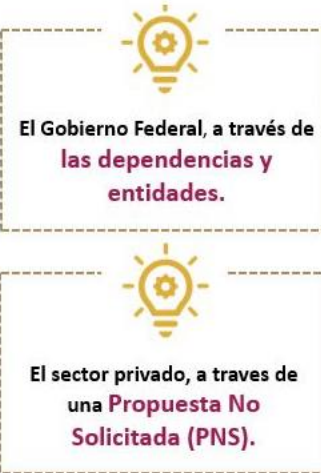 El Gobierno Federal, a través de
las dependencias y
entidades.
El sector privado, a traves de
una Propuesta No
Solicitada (PNS).